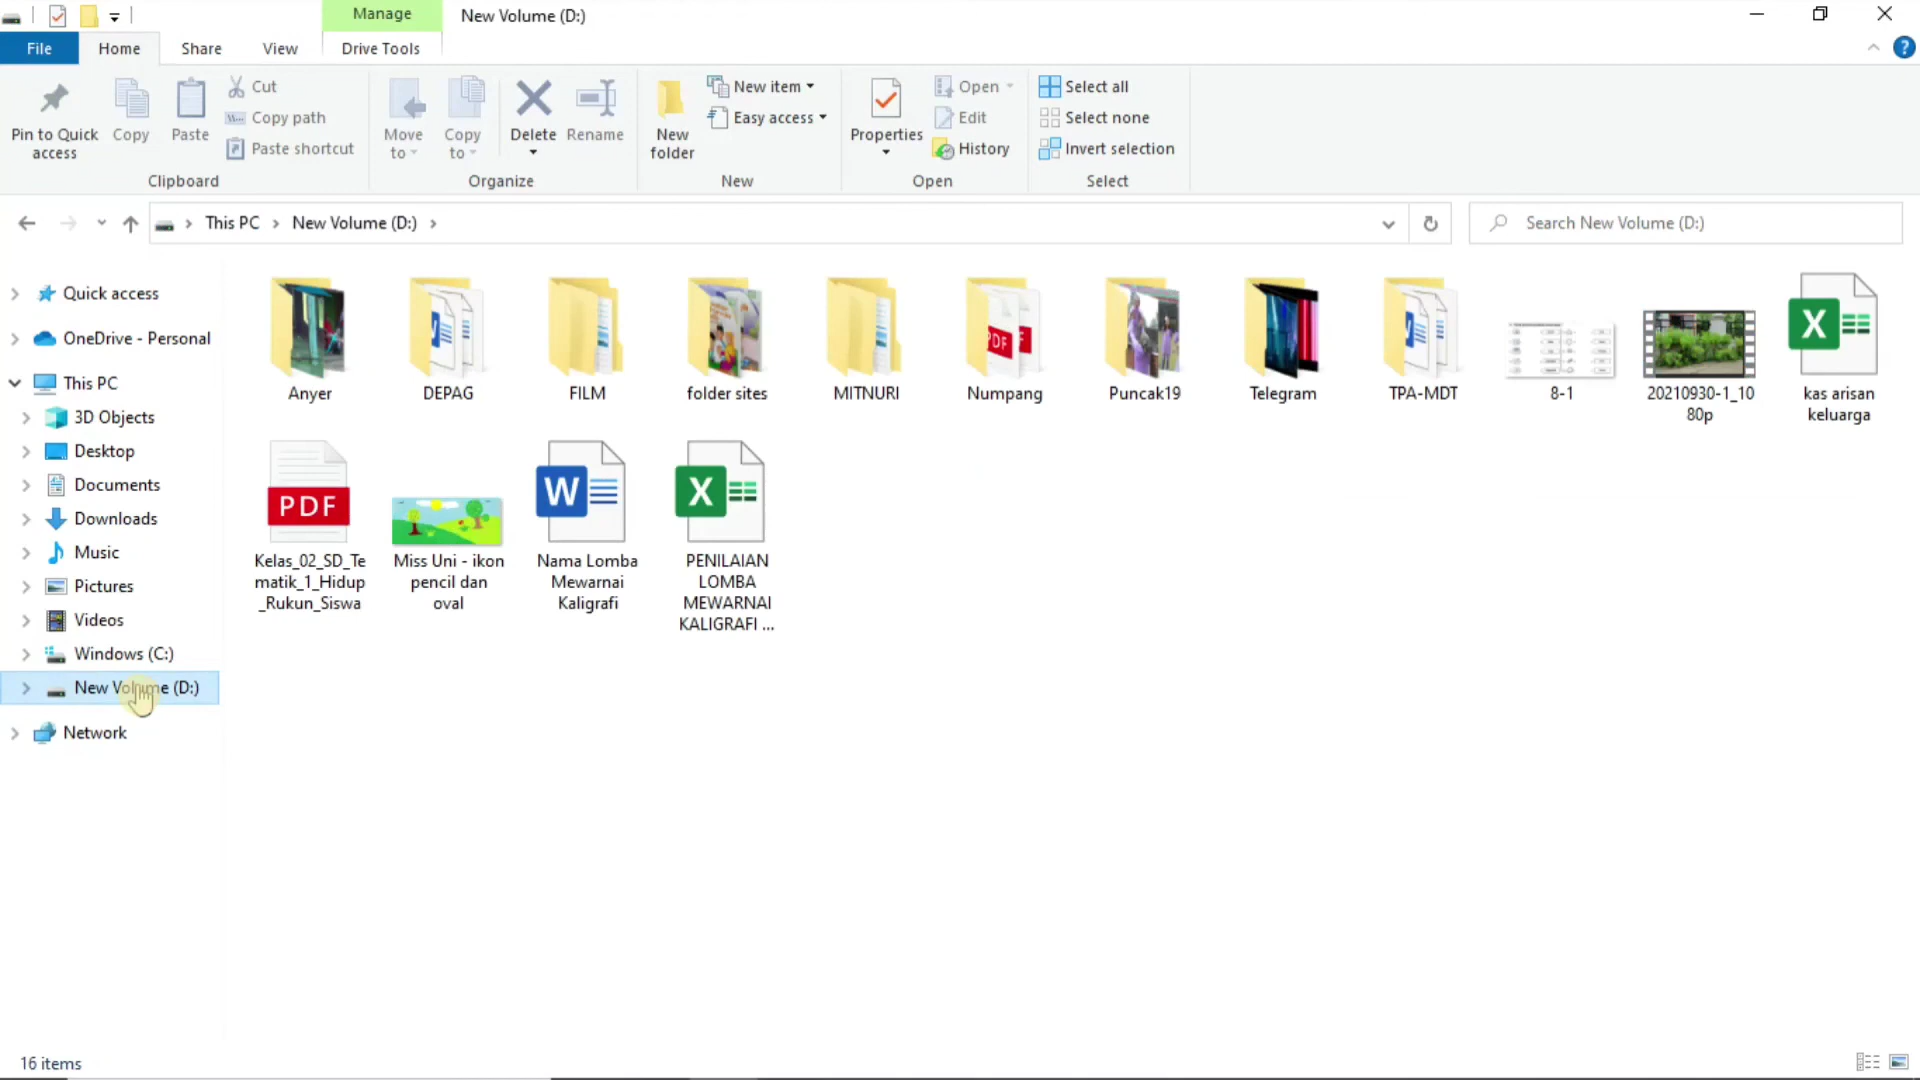 Manage
New Volume (D:)
File
Home
Share
View
Drive Tools
Pin to Quick
access
Copy
Paste
Cut
Copy path
Paste shortcut
Clipboard
Move
to
Copy
to
Delete
Rename
Organize
New
folder
New item
Easy access
New
Properties
Open
Edit
History
Open
Select all
Select none
Invert selection
Select
This PC
New Volume (D:)
Search New Volume (D:)
Quick access
OneDrive - Personal
This PC
3D Objects
Desktop
Documents
Downloads
Music
Pictures
Videos
Windows (C:)
New Volume (D:)
Network
Anyer
DEPAG
FILM
folder sites
MITNURI
PDF
Numpang
Puncak19
Telegram
TPA-MDT
8-1
20210930-1_10
80p
X
kas arisan
keluarga
PDF
Kelas_02_SD_Te
matik_1_Hidup
_Rukun_Siswa
Miss Uni - ikon
pencil dan
oval
W
Nama Lomba
Mewarnai
Kaligrafi
X
PENILAIAN
LOMBA
MEWARNAI
KALIGRAFI ...
16 items